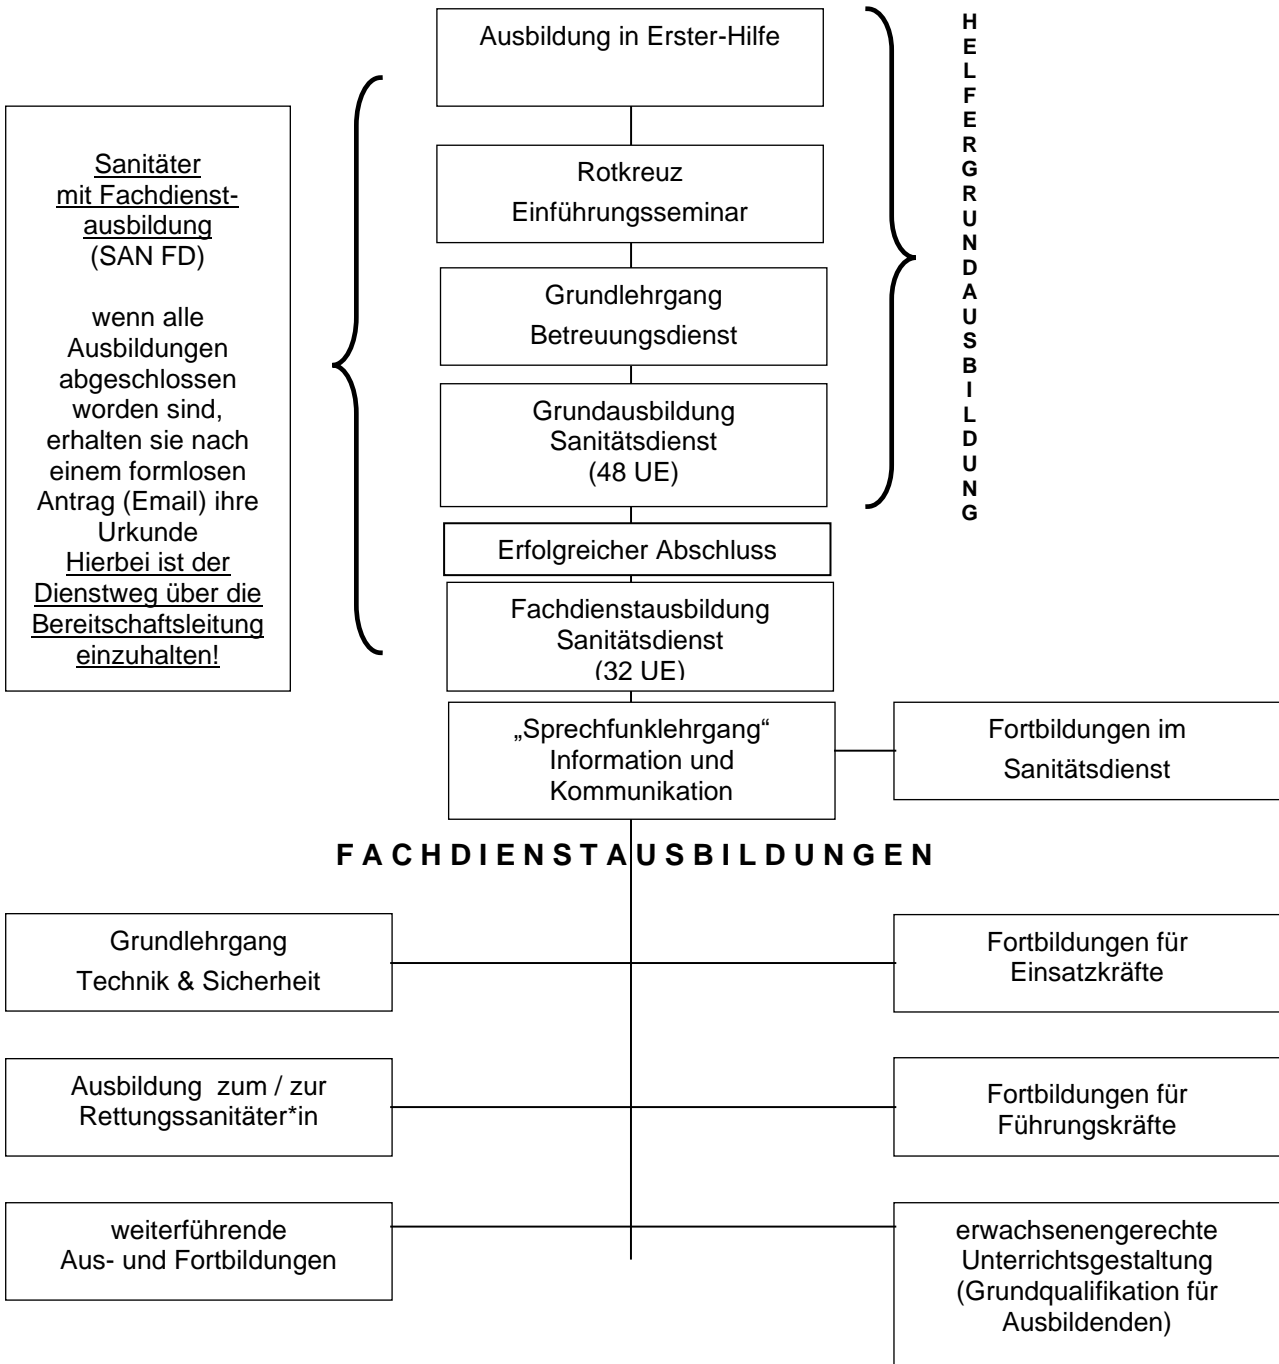 Ausbildung in Erster-Hilfe
HELFERGRUNDAUSBILDUNG
Sanitäter
mit Fachdienst-
ausbildung
(SAN FD)
wenn alle
Ausbildungen
abgeschlossen
worden sind,
erhalten sie nach
einem formlosen
Antrag (Email) ihre
Urkunde
Hierbei ist der
Dienstweg über die
Bereitschaftsleitung
einzuhalten!
Rotkreuz
Einführungsseminar
Grundlehrgang
Betreuungsdienst
Grundausbildung
Sanitätsdienst
(48 UE)
Erfolgreicher Abschluss
Fachdienstausbildung
Sanitätsdienst
(32 UE)
„Sprechfunklehrgang“
Information und
Kommunikation
Fortbildungen im
Sanitätsdienst
FACHDIENSTAUSBILDUNGEN
Grundlehrgang
Technik & Sicherheit
Fortbildungen für
Einsatzkräfte
Ausbildung zum / zur
Rettungssanitäter*in
Fortbildungen für
Führungskräfte
weiterführende
Aus- und Fortbildungen
erwachsenengerechte
Unterrichtsgestaltung
(Grundqualifikation für
Ausbildenden)